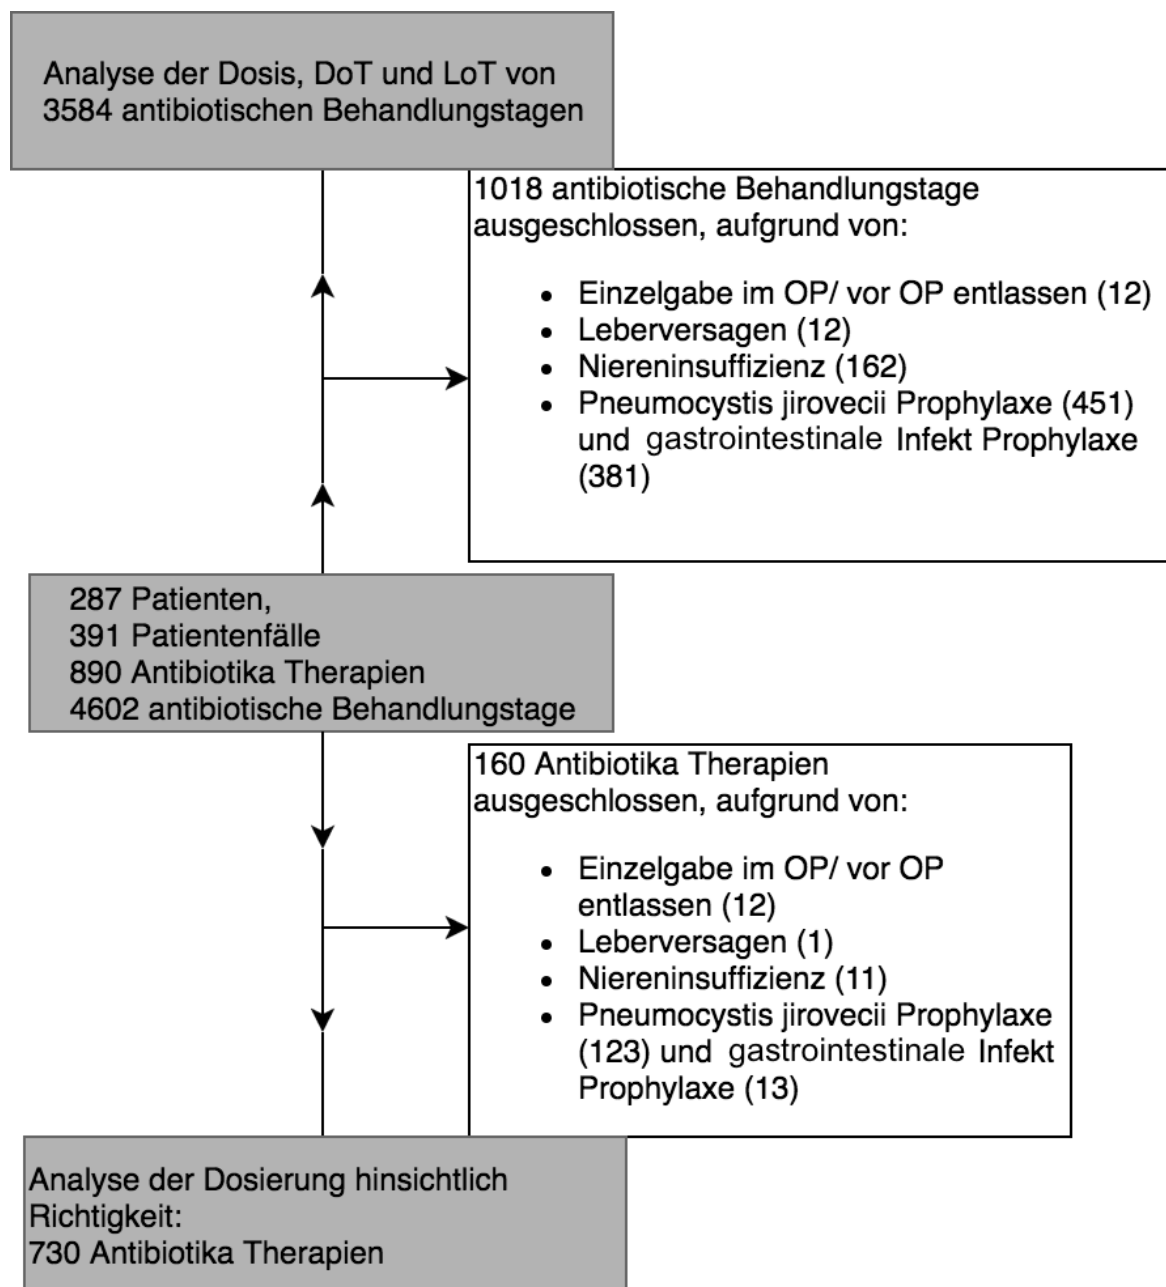 Analyse der Dosis, DoT und LoT von
3584 antibiotischen Behandlungstagen
1018 antibiotische Behandlungstage
ausgeschlossen, aufgrund von:
• Einzelgabe im OP/ vor OP entlassen (12)
• Leberversagen (12)
• Niereninsuffizienz (162)
• Pneumocystis jirovecii Prophylaxe (451)
und gastrointestinale Infekt Prophylaxe
(381)
287 Patienten,
391 Patientenfälle
890 Antibiotika Therapien
4602 antibiotische Behandlungstage
160 Antibiotika Therapien
ausgeschlossen, aufgrund von:
• Einzelgabe im OP/ vor OP
entlassen (12)
• Leberversagen (1)
• Niereninsuffizienz (11)
• Pneumocystis jirovecii Prophylaxe
(123) und gastrointestinale Infekt
Prophylaxe (13)
Analyse der Dosierung hinsichtlich
Richtigkeit:
730 Antibiotika Therapien